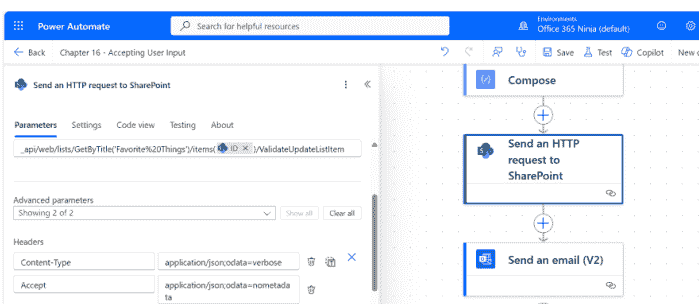 Power Automate
Search for helpful resources
Environments
Office 365 Ninja (default)
Back
Chapter 16 - Accepting User Input
Save
Test
Copilot
New c
Send an HTTP request to SharePoint
Parameters
Settings
Code view
Testing
About
_api/web/lists/GetByTitle('Favorite%20Things')/items( ID × )/ValidateUpdateListItem
Advanced parameters
Showing 2 of 2
Show all
Clear all
Headers
Content-Type
application/json;odata=verbose
Accept
application/json;odata=nometada
ta
Compose
Send an HTTP
request to
SharePoint
Send an email (V2)